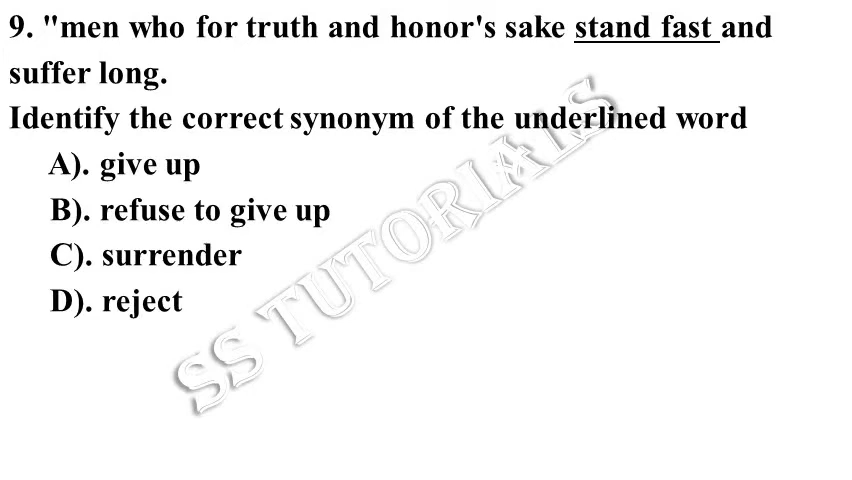 9. "men who for truth and honor's sake stand fast and
suffer long.
Identify the correct synonym of the underlined word
A). give up
B). refuse to give up
C). surrender
D). reject
SS TUTORIALS